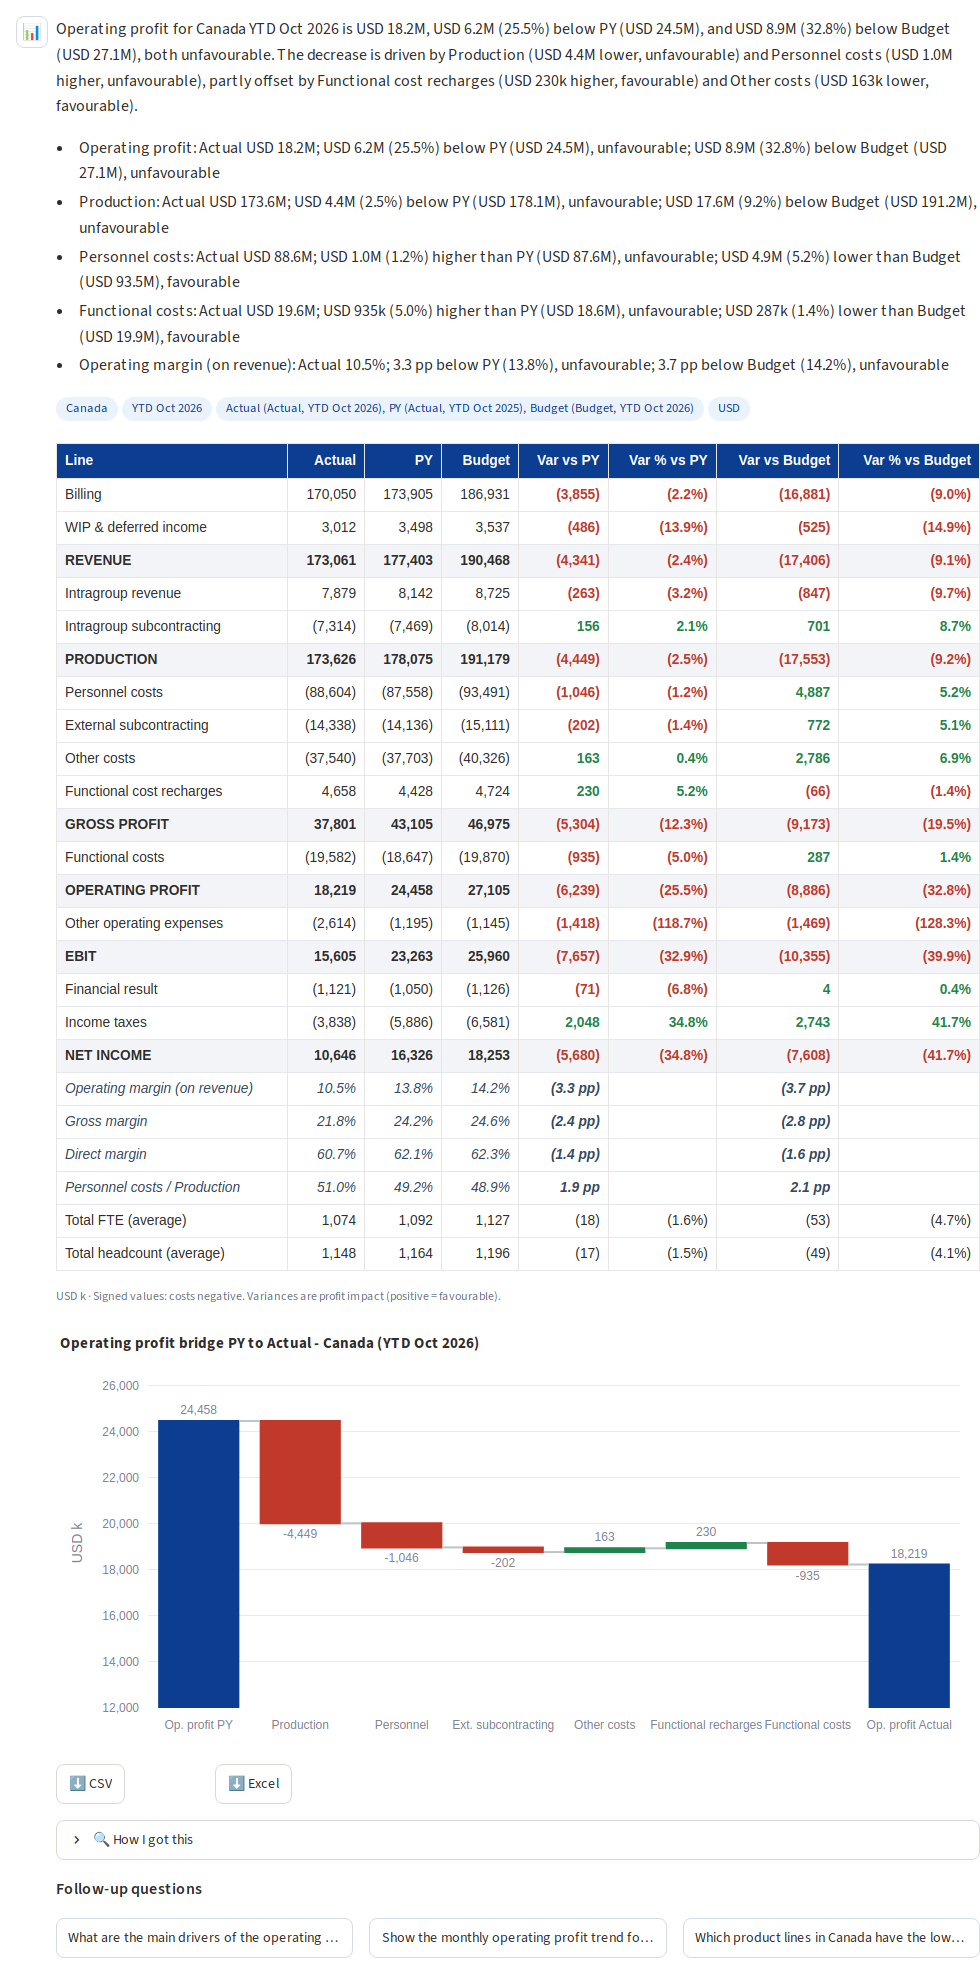 Operating profit for Canada YTD Oct 2026 is USD 18.2M, USD 6.2M (25.5%) below PY (USD 24.5M), and USD 8.9M (32.8%) below Budget
(USD 27.1M), both unfavourable. The decrease is driven by Production (USD 4.4M lower, unfavourable) and Personnel costs (USD 1.0M
higher, unfavourable), partly offset by Functional cost recharges (USD 230k higher, favourable) and Other costs (USD 163k lower,
favourable).
• Operating profit: Actual USD 18.2M; USD 6.2M (25.5%) below PY (USD 24.5M), unfavourable; USD 8.9M (32.8%) below Budget (USD
27.1M), unfavourable
• Production: Actual USD 173.6M; USD 4.4M (2.5%) below PY (USD 178.1M), unfavourable; USD 17.6M (9.2%) below Budget (USD 191.2M),
unfavourable
• Personnel costs: Actual USD 88.6M; USD 1.0M (1.2%) higher than PY (USD 87.6M), unfavourable; USD 4.9M (5.2%) lower than Budget
(USD 93.5M), favourable
• Functional costs: Actual USD 19.6M; USD 935k (5.0%) higher than PY (USD 18.6M), unfavourable; USD 287k (1.4%) lower than Budget
(USD 19.9M), favourable
• Operating margin (on revenue): Actual 10.5%; 3.3 pp below PY (13.8%), unfavourable; 3.7 pp below Budget (14.2%), unfavourable
Canada YTD Oct 2026 Actual (Actual, YTD Oct 2026), PY (Actual, YTD Oct 2025), Budget (Budget, YTD Oct 2026) USD
Line Actual PY Budget Var vs PY Var % vs PY Var vs Budget Var % vs Budget
Billing 170,050 173,905 186,931 (3,855) (2.2%) (16,881) (9.0%)
WIP & deferred income 3,012 3,498 3,537 (486) (13.9%) (525) (14.9%)
REVENUE 173,061 177,403 190,468 (4,341) (2.4%) (17,406) (9.1%)
Intragroup revenue 7,879 8,142 8,725 (263) (3.2%) (847) (9.7%)
Intragroup subcontracting (7,314) (7,469) (8,014) 156 2.1% 701 8.7%
PRODUCTION 173,626 178,075 191,179 (4,449) (2.5%) (17,553) (9.2%)
Personnel costs (88,604) (87,558) (93,491) (1,046) (1.2%) 4,887 5.2%
External subcontracting (14,338) (14,136) (15,111) (202) (1.4%) 772 5.1%
Other costs (37,540) (37,703) (40,326) 163 0.4% 2,786 6.9%
Functional cost recharges 4,658 4,428 4,724 230 5.2% (66) (1.4%)
GROSS PROFIT 37,801 43,105 46,975 (5,304) (12.3%) (9,173) (19.5%)
Functional costs (19,582) (18,647) (19,870) (935) (5.0%) 287 1.4%
OPERATING PROFIT 18,219 24,458 27,105 (6,239) (25.5%) (8,886) (32.8%)
Other operating expenses (2,614) (1,195) (1,145) (1,418) (118.7%) (1,469) (128.3%)
EBIT 15,605 23,263 25,960 (7,657) (32.9%) (10,355) (39.9%)
Financial result (1,121) (1,050) (1,126) (71) (6.8%) 4 0.4%
Income taxes (3,838) (5,886) (6,581) 2,048 34.8% 2,743 41.7%
NET INCOME 10,646 16,326 18,253 (5,680) (34.8%) (7,608) (41.7%)
Operating margin (on revenue) 10.5% 13.8% 14.2% (3.3 pp) (3.7 pp)
Gross margin 21.8% 24.2% 24.6% (2.4 pp) (2.8 pp)
Direct margin 60.7% 62.1% 62.3% (1.4 pp) (1.6 pp)
Personnel costs / Production 51.0% 49.2% 48.9% 1.9 pp 2.1 pp
Total FTE (average) 1,074 1,092 1,127 (18) (1.6%) (53) (4.7%)
Total headcount (average) 1,148 1,164 1,196 (17) (1.5%) (49) (4.1%)
USD k · Signed values: costs negative. Variances are profit impact (positive = favourable).
Operating profit bridge PY to Actual - Canada (YTD Oct 2026)
26,000
24,000
22,000
20,000
18,000
16,000
14,000
12,000
USD k
24,458
-4,449
-1,046
-202
163
230
-935
18,219
Op. profit PY Production Personnel Ext. subcontracting Other costs Functional recharges Functional costs Op. profit Actual
⬇️ CSV ⬇️ Excel
🔍 How I got this
Follow-up questions
What are the main drivers of the operating ... Show the monthly operating profit trend fo... Which product lines in Canada have the low...